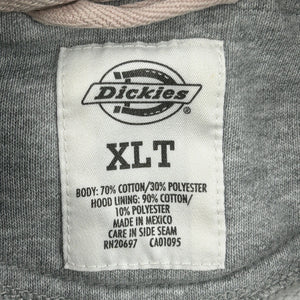 Dickies
XLT
BODY: 70% COTTON/30% POLYESTER
HOOD LINING: 90% COTTON/
10% POLYESTER
MADE IN MEXICO
CARE IN SIDE SEAM
RN20697 CA01095